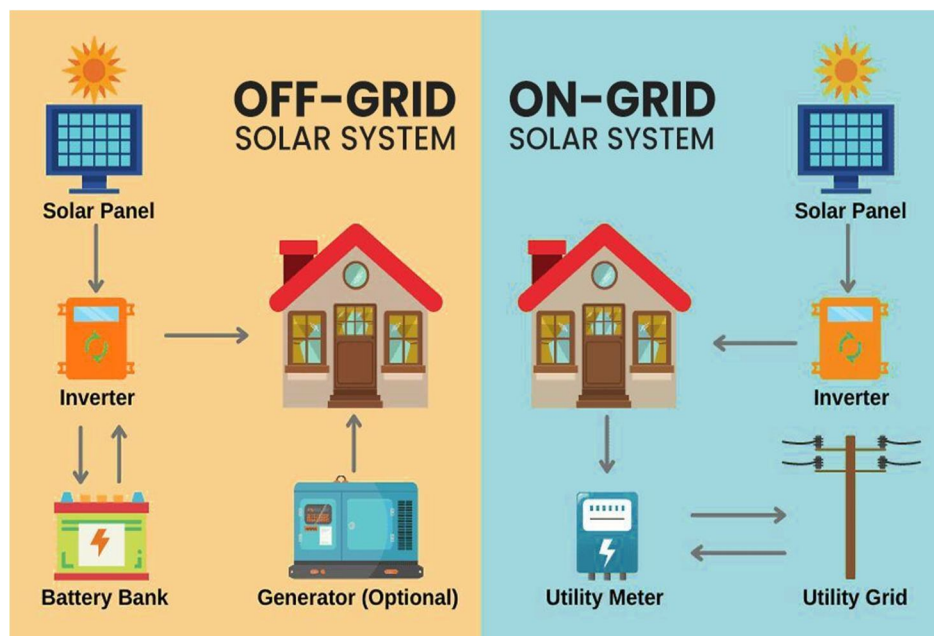 OFF-GRID
SOLAR SYSTEM
Solar Panel
Inverter
Battery Bank
Generator (Optional)
ON-GRID
SOLAR SYSTEM
Solar Panel
Inverter
Utility Meter
Utility Grid